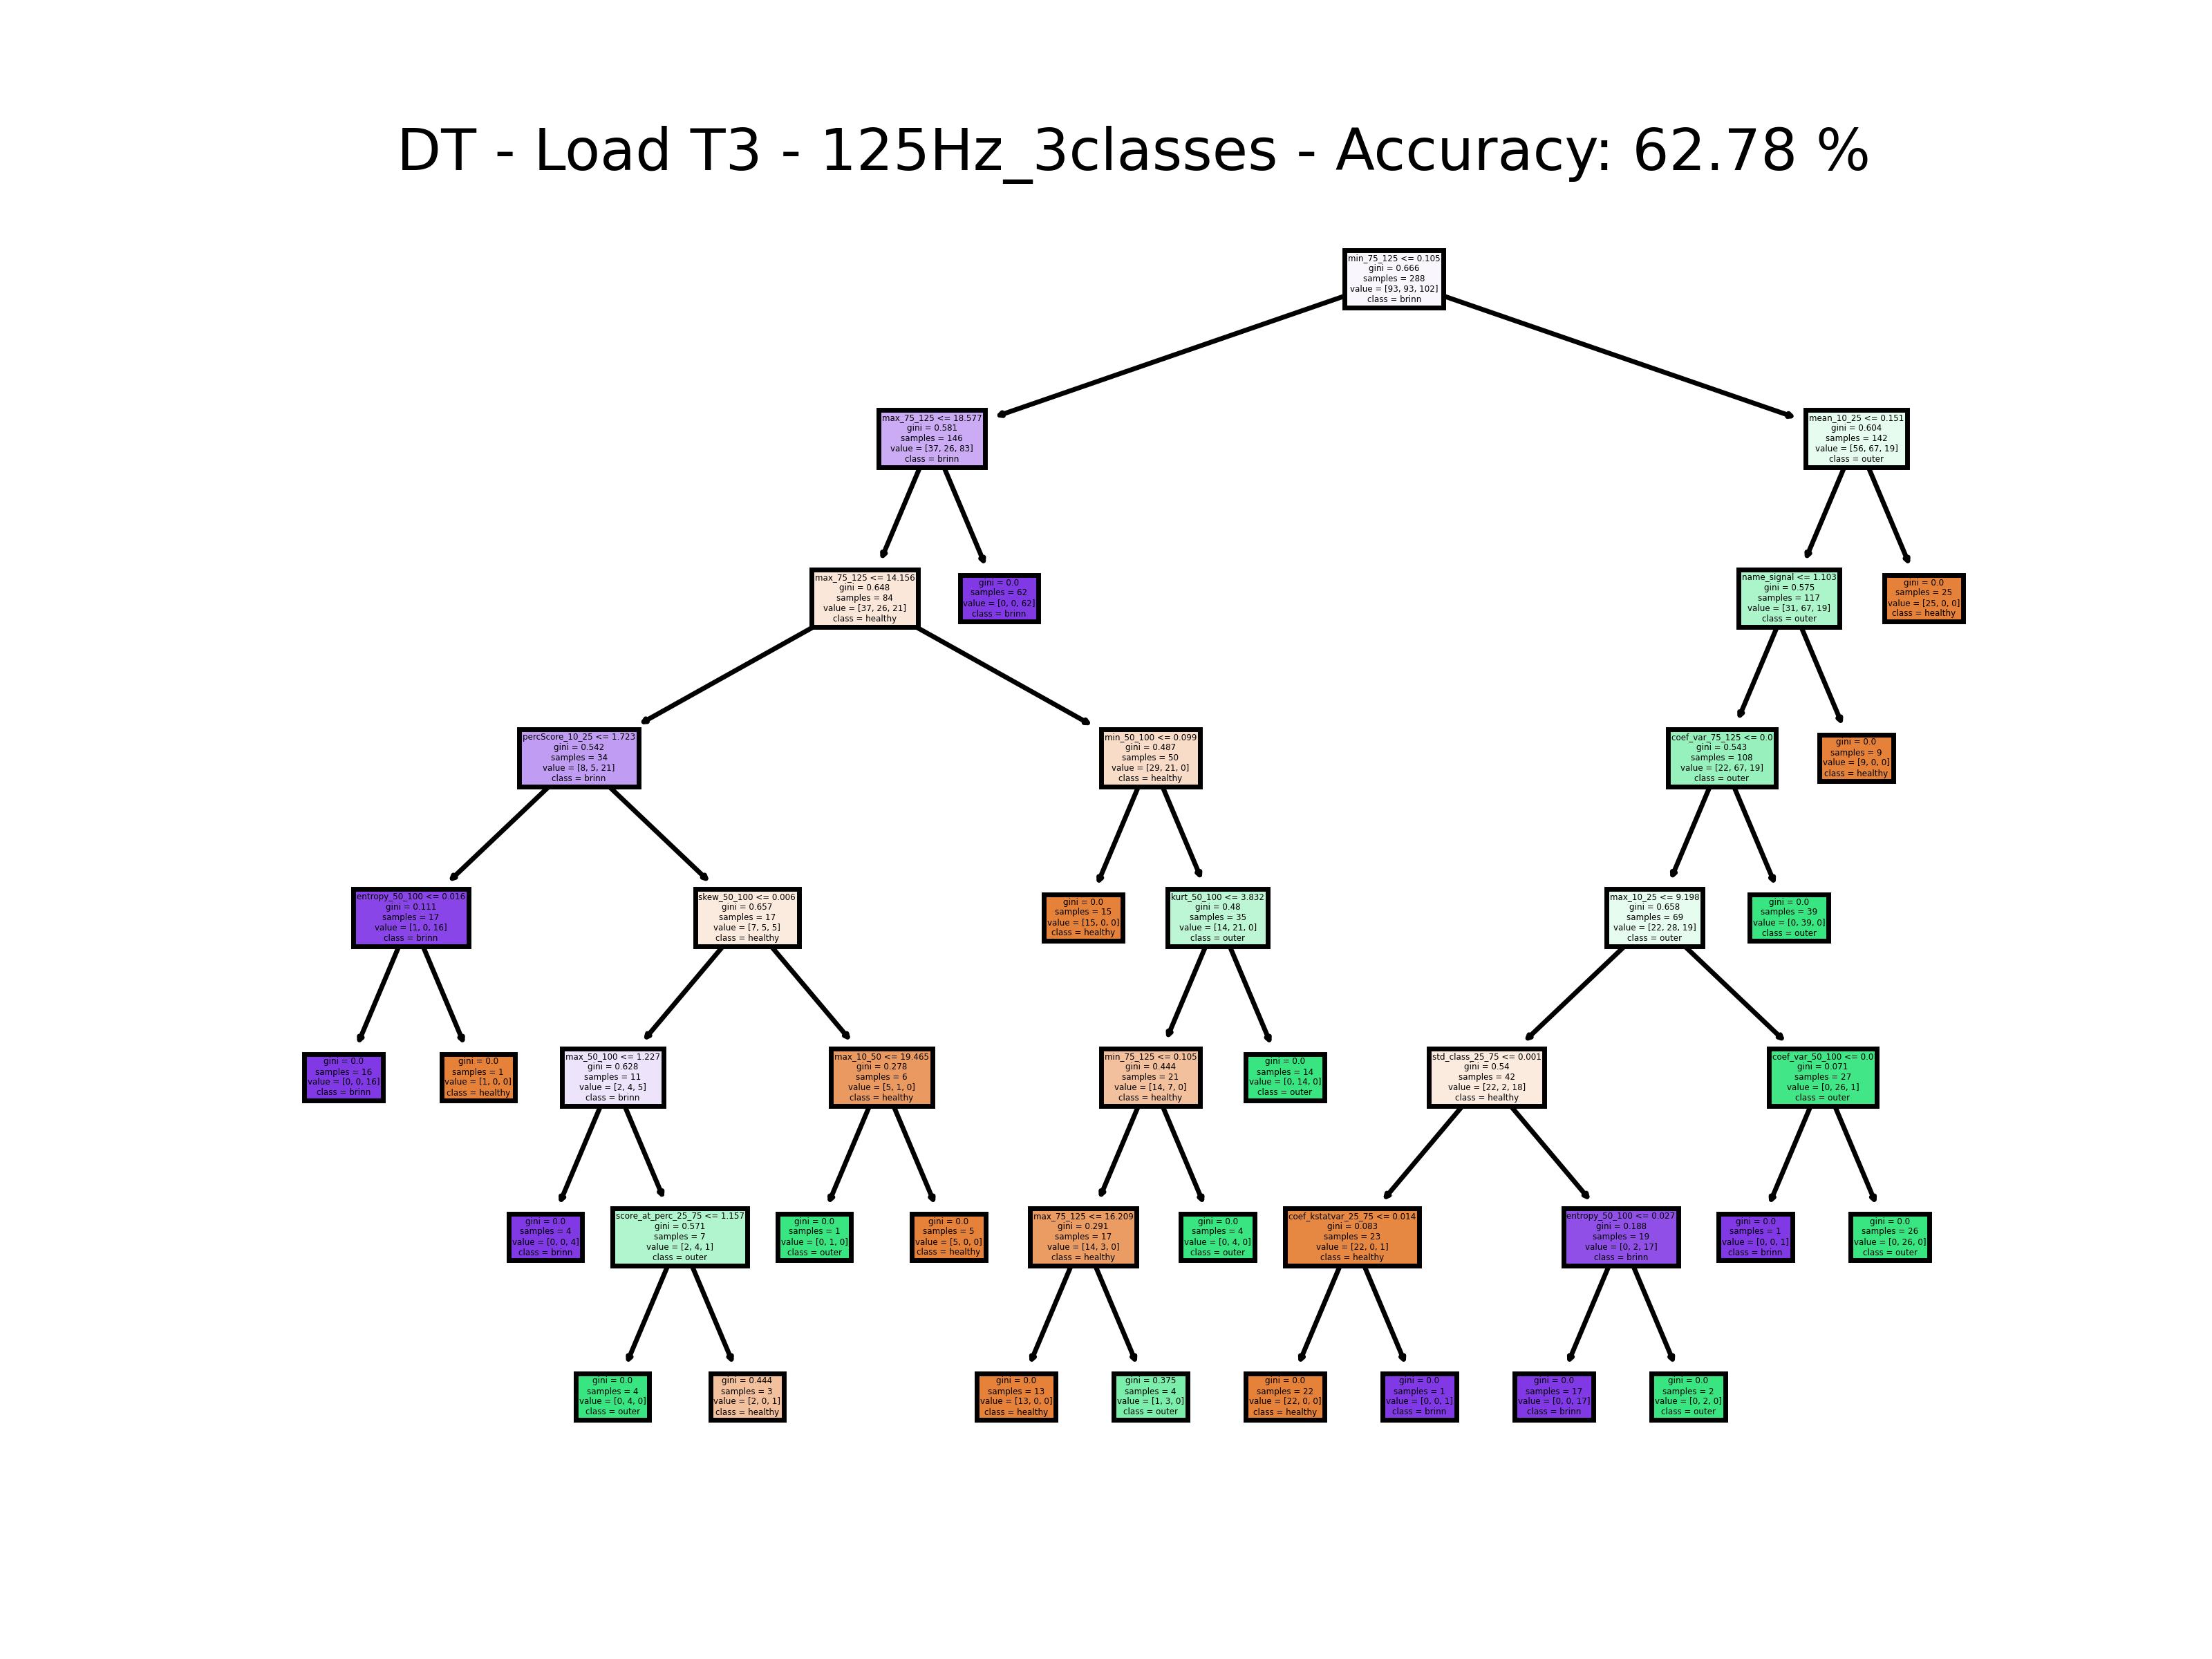 DT - Load T3 - 125Hz_3classes - Accuracy: 62.78 %
min_75_125 <= 0.105
gini = 0.666
samples = 288
value = [93, 93, 102]
class = brinn
max_75_125 <= 18.577
gini = 0.581
samples = 146
value = [37, 26, 83]
class = brinn
mean_10_25 <= 0.151
gini = 0.604
samples = 142
value = [56, 67, 19]
class = outer
max_75_125 <= 14.156
gini = 0.648
samples = 84
value = [37, 26, 21]
class = healthy
gini = 0.0
samples = 62
value = [0, 0, 62]
class = brinn
name_signal <= 1.103
gini = 0.575
samples = 117
value = [31, 67, 19]
class = outer
gini = 0.0
samples = 25
value = [25, 0, 0]
class = healthy
percScore_10_25 <= 1.723
gini = 0.542
samples = 34
value = [8, 5, 21]
class = brinn
min_50_100 <= 0.099
gini = 0.487
samples = 50
value = [29, 21, 0]
class = healthy
coef_var_75_125 <= 0.0
gini = 0.543
samples = 108
value = [22, 67, 19]
class = outer
gini = 0.0
samples = 9
value = [9, 0, 0]
class = healthy
entropy_50_100 <= 0.016
gini = 0.111
samples = 17
value = [1, 0, 16]
class = brinn
skew_50_100 <= 0.006
gini = 0.657
samples = 17
value = [7, 5, 5]
class = healthy
gini = 0.0
samples = 15
value = [15, 0, 0]
class = healthy
kurt_50_100 <= 3.832
gini = 0.48
samples = 35
value = [14, 21, 0]
class = outer
max_10_25 <= 9.198
gini = 0.658
samples = 69
value = [22, 28, 19]
class = outer
gini = 0.0
samples = 39
value = [0, 39, 0]
class = outer
gini = 0.0
samples = 16
value = [0, 0, 16]
class = brinn
gini = 0.0
samples = 1
value = [1, 0, 0]
class = healthy
max_50_100 <= 1.227
gini = 0.628
samples = 11
value = [2, 4, 5]
class = brinn
max_10_50 <= 19.465
gini = 0.278
samples = 6
value = [5, 1, 0]
class = healthy
min_75_125 <= 0.105
gini = 0.444
samples = 21
value = [14, 7, 0]
class = healthy
gini = 0.0
samples = 14
value = [0, 14, 0]
class = outer
std_class_25_75 <= 0.001
gini = 0.54
samples = 42
value = [22, 2, 18]
class = healthy
coef_var_50_100 <= 0.0
gini = 0.071
samples = 27
value = [0, 26, 1]
class = outer
gini = 0.0
samples = 4
value = [0, 0, 4]
class = brinn
score_at_perc_25_75 <= 1.157
gini = 0.571
samples = 7
value = [2, 4, 1]
class = outer
gini = 0.0
samples = 1
value = [0, 1, 0]
class = outer
gini = 0.0
samples = 5
value = [5, 0, 0]
class = healthy
max_75_125 <= 16.209
gini = 0.291
samples = 17
value = [14, 3, 0]
class = healthy
gini = 0.0
samples = 4
value = [0, 4, 0]
class = outer
coef_kstatvar_25_75 <= 0.014
gini = 0.083
samples = 23
value = [22, 0, 1]
class = healthy
entropy_50_100 <= 0.027
gini = 0.188
samples = 19
value = [0, 2, 17]
class = brinn
gini = 0.0
samples = 1
value = [0, 0, 1]
class = brinn
gini = 0.0
samples = 26
value = [0, 26, 0]
class = outer
gini = 0.0
samples = 4
value = [0, 4, 0]
class = outer
gini = 0.444
samples = 3
value = [2, 0, 1]
class = healthy
gini = 0.0
samples = 13
value = [13, 0, 0]
class = healthy
gini = 0.375
samples = 4
value = [1, 3, 0]
class = outer
gini = 0.0
samples = 22
value = [22, 0, 0]
class = healthy
gini = 0.0
samples = 1
value = [0, 0, 1]
class = brinn
gini = 0.0
samples = 17
value = [0, 0, 17]
class = brinn
gini = 0.0
samples = 2
value = [0, 2, 0]
class = outer